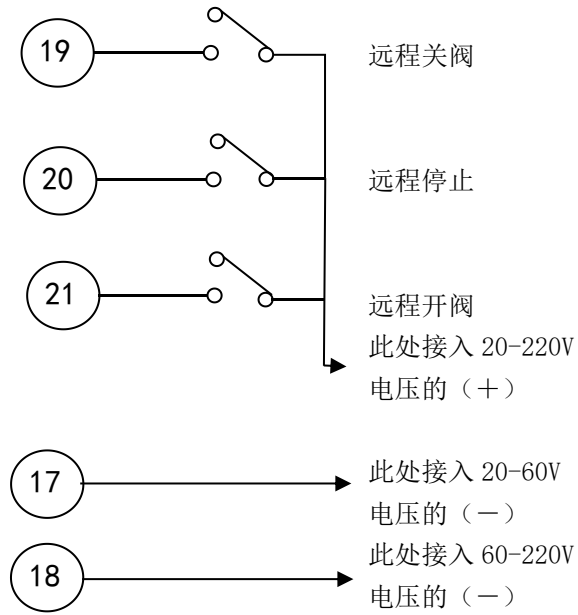 19 远程关阀
20 远程停止
21 远程开阀
此处接入 20-220V
电压的（＋）
17 此处接入 20-60V
电压的（－）
18 此处接入 60-220V
电压的（－）